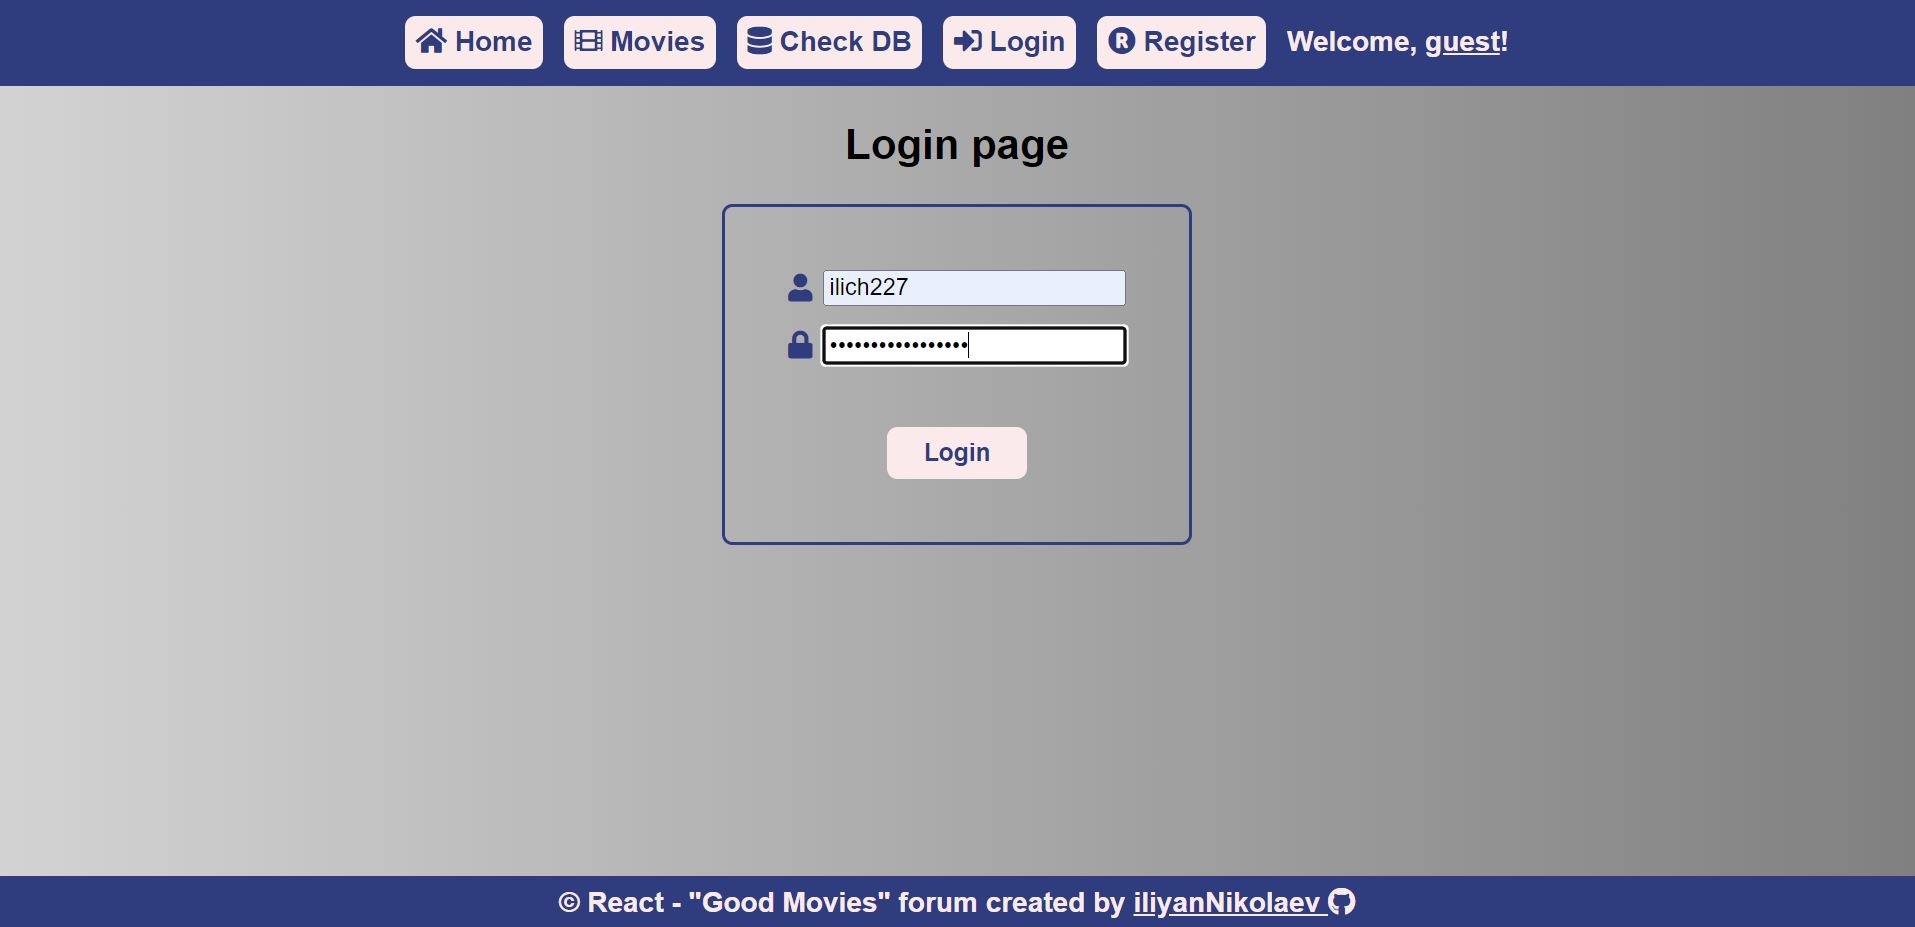 Home Movies Check DB Login Register Welcome, guest!
Login page
ilich227
•••••••••••••••••
Login
© React - "Good Movies" forum created by iliyanNikolaev